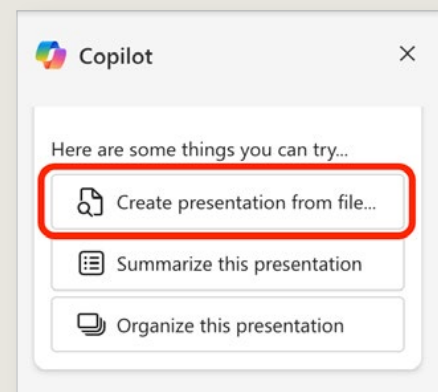 Copilot
Here are some things you can try...
Create presentation from file...
Summarize this presentation
Organize this presentation